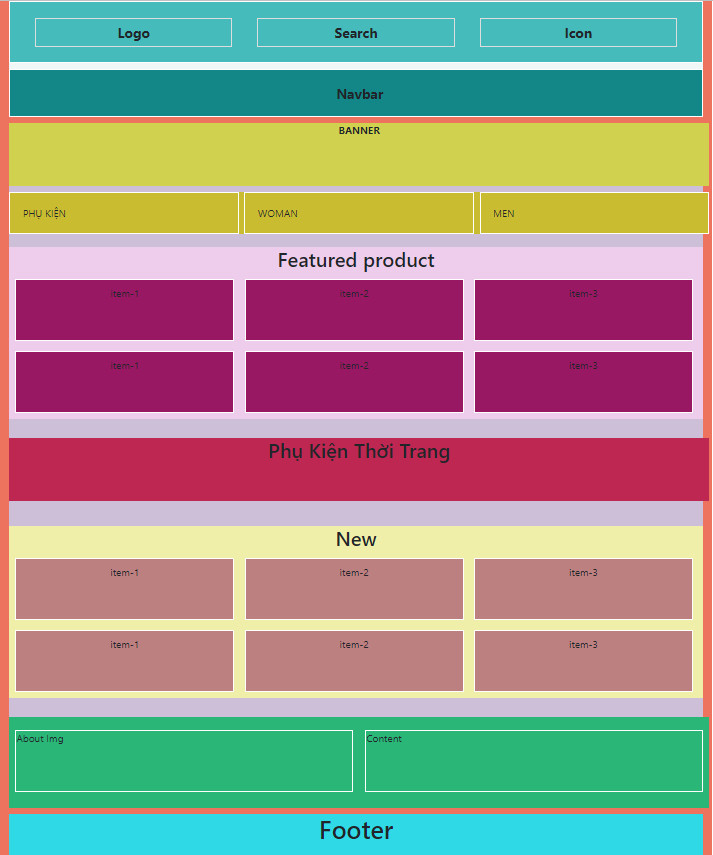 Logo Search Icon
Navbar
BANNER
PHỤ KIỆN WOMAN MEN
Featured product
item-1 item-2 item-3
item-1 item-2 item-3
Phụ Kiện Thời Trang
New
item-1 item-2 item-3
item-1 item-2 item-3
About Img Content
Footer